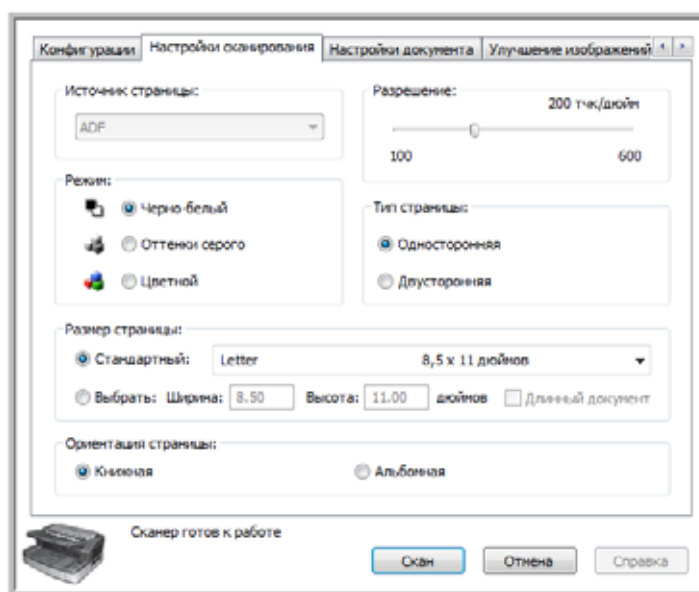 Конфигурации Настройки сканирования Настройки документа Улучшение изображений
Источник страницы:
ADF
Разрешение:
200 тчк/дюйм
100 600
Режим:
Черно-белый
Оттенки серого
Цветной
Тип страницы:
Односторонняя
Двусторонняя
Размер страницы:
Стандартный: Letter 8,5 x 11 дюймов
Выбрать: Ширина: 8.50 Высота: 11.00 дюймов Длинный документ
Ориентация страницы:
Книжная Альбомная
Сканер готов к работе
Скан Отмена Справка